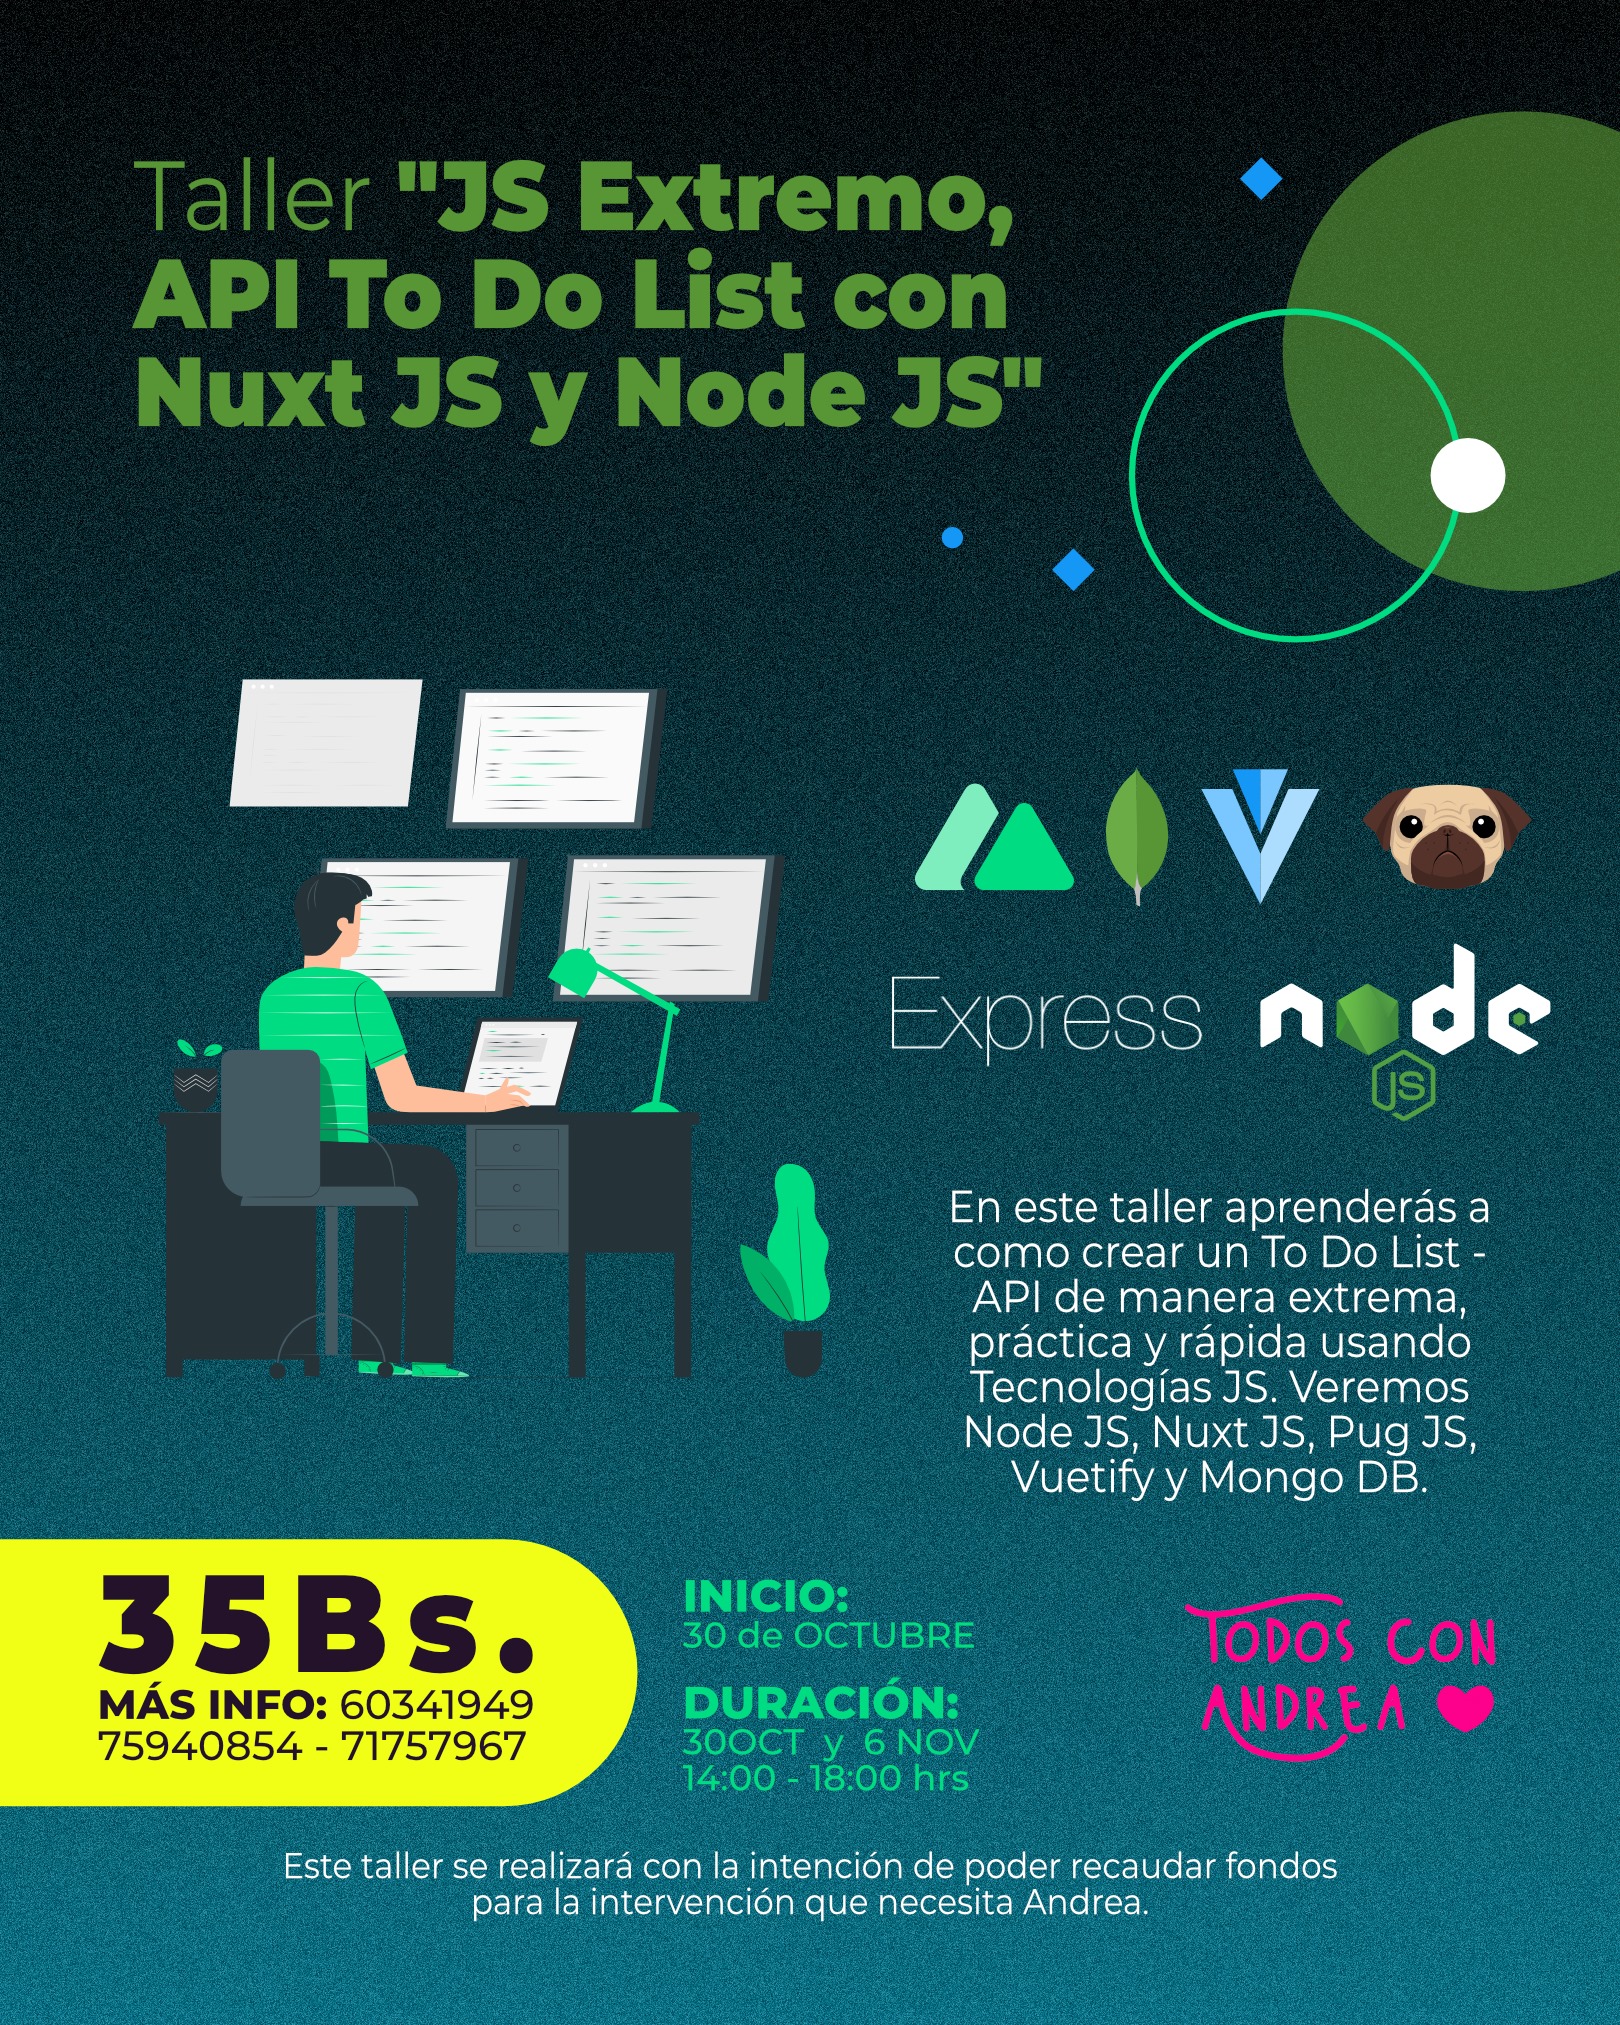 Taller "JS Extremo,
API To Do List con
Nuxt JS y Node JS"
Express
node
JS
En este taller aprenderás a
como crear un To Do List -
API de manera extrema,
práctica y rápida usando
Tecnologías JS. Veremos
Node JS, Nuxt JS, Pug JS,
Vuetify y Mongo DB.
35Bs.
MÁS INFO: 60341949
75940854 - 71757967
INICIO:
30 de OCTUBRE
DURACIÓN:
30OCT y 6 NOV
14:00 - 18:00 hrs
TODOS CON
ANDREA
Este taller se realizará con la intención de poder recaudar fondos
para la intervención que necesita Andrea.